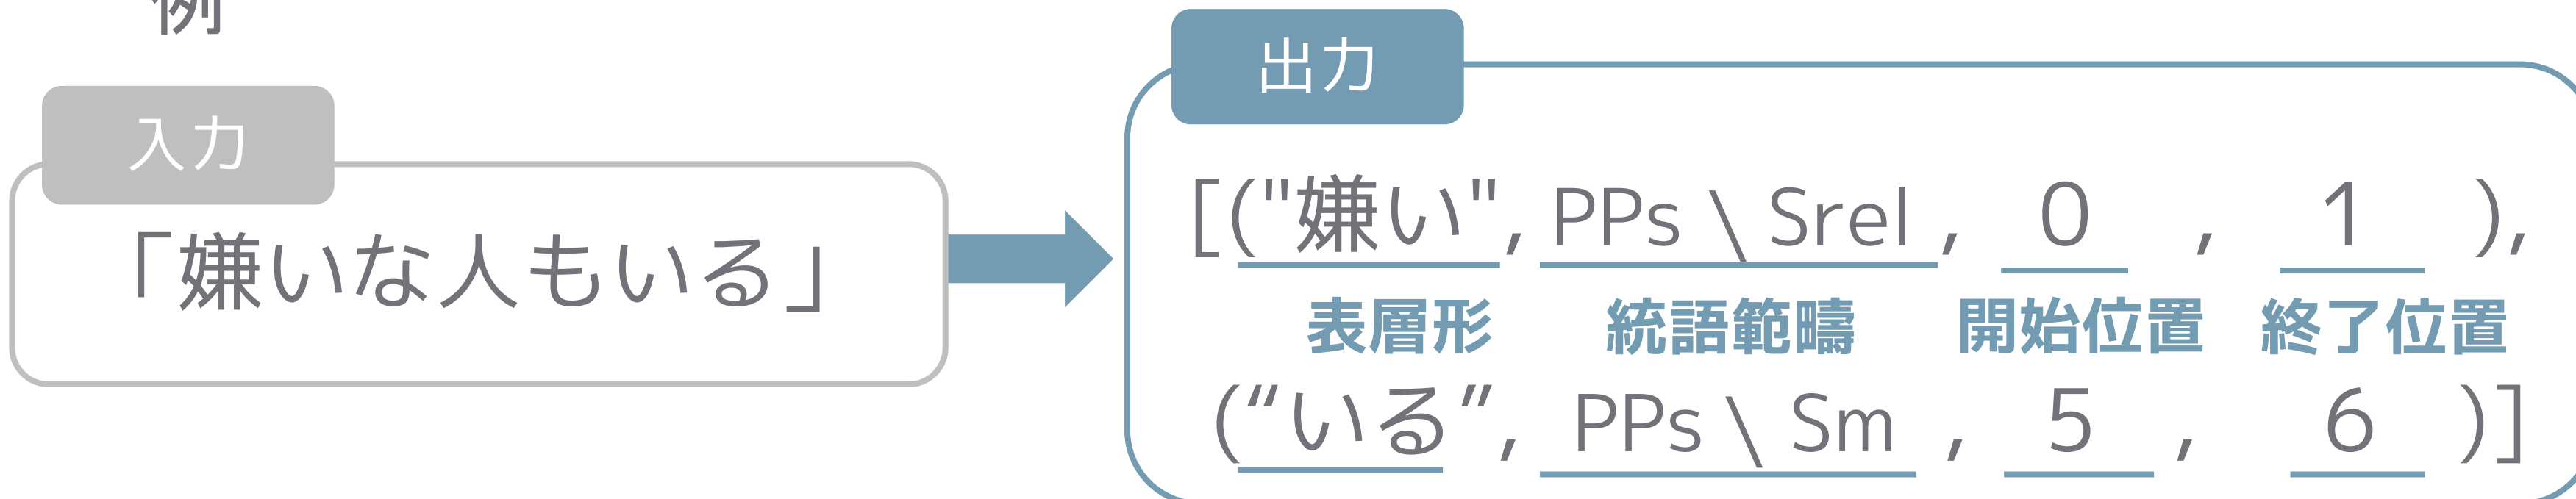 例
入力
「嫌いな人もいる」
出力
[("嫌い", PPs \ Srel , 0 , 1 ),
表層形 統語範疇 開始位置 終了位置
(“いる”, PPs \ Sm , 5 , 6 )]